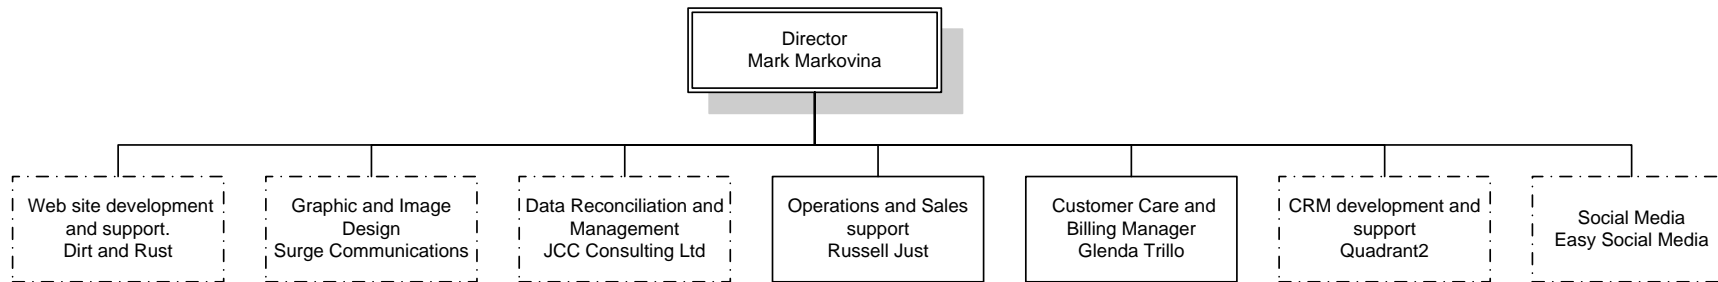 Director
Mark Markovina
Web site development
and support.
Dirt and Rust
Graphic and Image
Design
Surge Communications
Data Reconciliation and
Management
JCC Consulting Ltd
Operations and Sales
support
Russell Just
Customer Care and
Billing Manager
Glenda Trillo
CRM development and
support
Quadrant2
Social Media
Easy Social Media